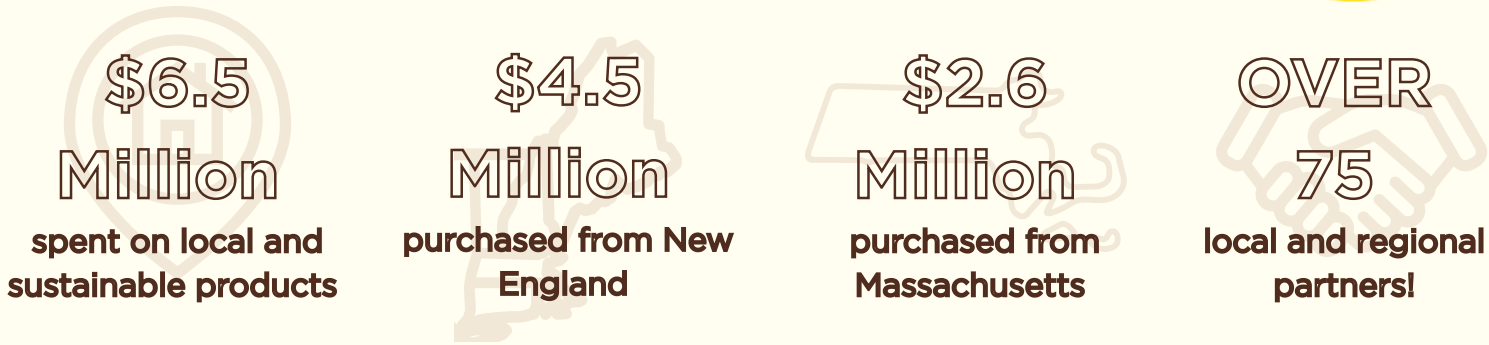 $6.5
Million
spent on local and
sustainable products
$4.5
Million
purchased from New
England
$2.6
Million
purchased from
Massachusetts
OVER
75
local and regional
partners!